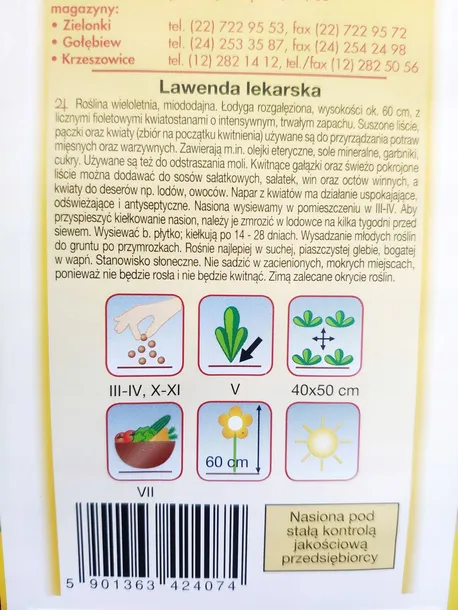 magazyny:
• Zielonki tel. (22) 722 95 53, fax (22) 722 95 72
• Gołębiew tel. (24) 253 35 87, fax (24) 254 24 98
• Krzeszowice tel. (12) 282 14 12, tel./fax (12) 282 50 56
Lawenda lekarska
♃ Roślina wieloletnia, miododajna. Łodyga rozgałęziona, wysokości ok. 60 cm, z
licznymi fioletowymi kwiatostanami o intensywnym, trwałym zapachu. Suszone liście,
pączki oraz kwiaty (zbiór na początku kwitnienia) używane są do przyrządzania potraw
mięsnych oraz warzywnych. Zawierają m.in. olejki eteryczne, sole mineralne, garbniki,
cukry. Używane są też do odstraszania moli. Kwitnące gałązki oraz świeżo pokrojone
liście można dodawać do sosów sałatkowych, sałatek, win oraz octów winnych, a
kwiaty do deserów np. lodów, owoców. Napar z kwiatów ma działanie uspokajające,
odświeżające i antyseptyczne. Nasiona wysiewamy w pomieszczeniu w III-IV. Aby
przyspieszyć kiełkowanie nasion, należy je zmrozić w lodówce na kilka tygodni przed
siewem. Wysiewać b. płytko; kiełkują po 14 - 28 dniach. Wysadzanie młodych roślin
do gruntu po przymrozkach. Rośnie najlepiej w suchej, piaszczystej glebie, bogatej
w wapń. Stanowisko słoneczne. Nie sadzić w zacienionych, mokrych miejscach,
ponieważ nie będzie rosła i nie będzie kwitnąć. Zimą zalecane okrycie roślin.
III-IV, X-XI V 40x50 cm
60 cm
VII
Nasiona pod
stałą kontrolą
jakościową
przedsiębiorcy
5 901363 424074